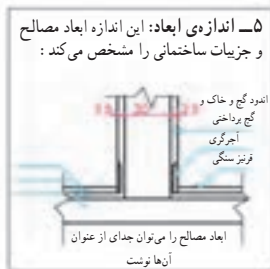 ۵ــ اندازه‌ی ابعاد: این اندازه ابعاد مصالح
و جزییات ساختمانی را مشخص می‌کند :
اندود گچ و خاک و
گچ برداختی
آجرگری
قرنیز سنگی
ابعاد مصالح را می‌توان جدای از عنوان
آن‌ها نوشت